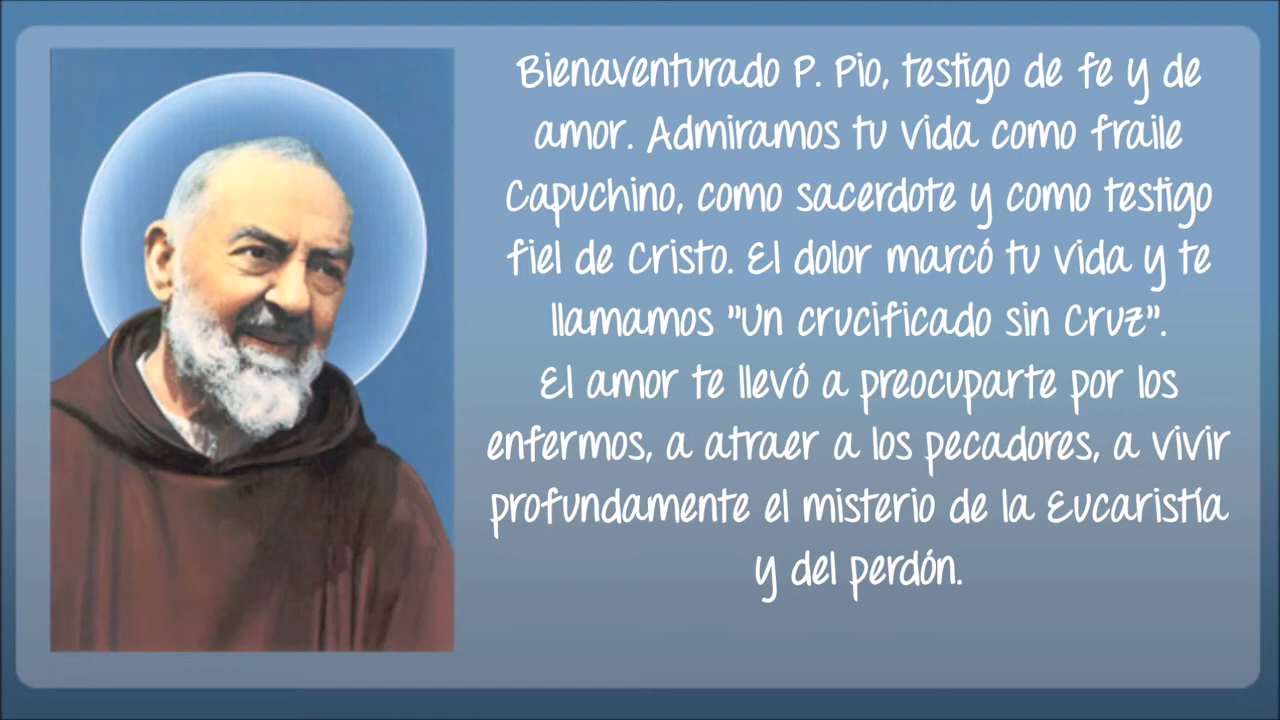 Bienaventurado P. Pio, testigo de fe y de
amor. Admiramos tu vida como fraile
Capuchino, como sacerdote y como testigo
fiel de Cristo. El dolor marcó tu vida y te
llamamos "Un crucificado sin Cruz".
El amor te llevó a preocuparte por los
enfermos, a atraer a los pecadores, a vivir
profundamente el misterio de la Eucaristía
y del perdón.